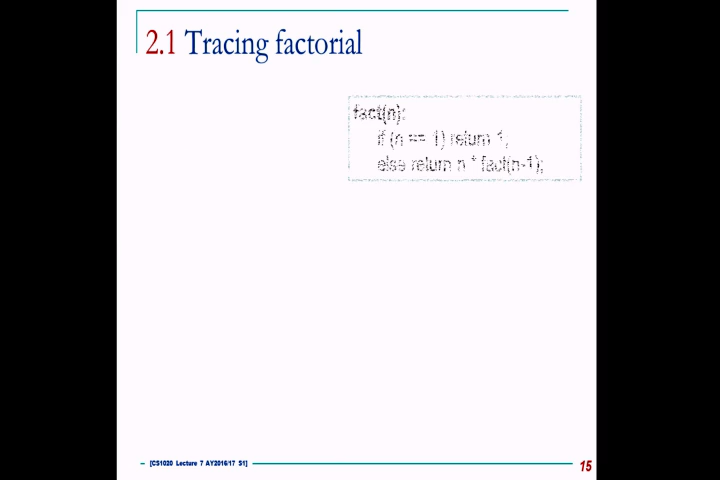 2.1 Tracing factorial
fact(n):
if (n == 1) return 1;
else return n * fact(n-1);
[CS1020 Lecture 7 AY2016/17 S1]
15